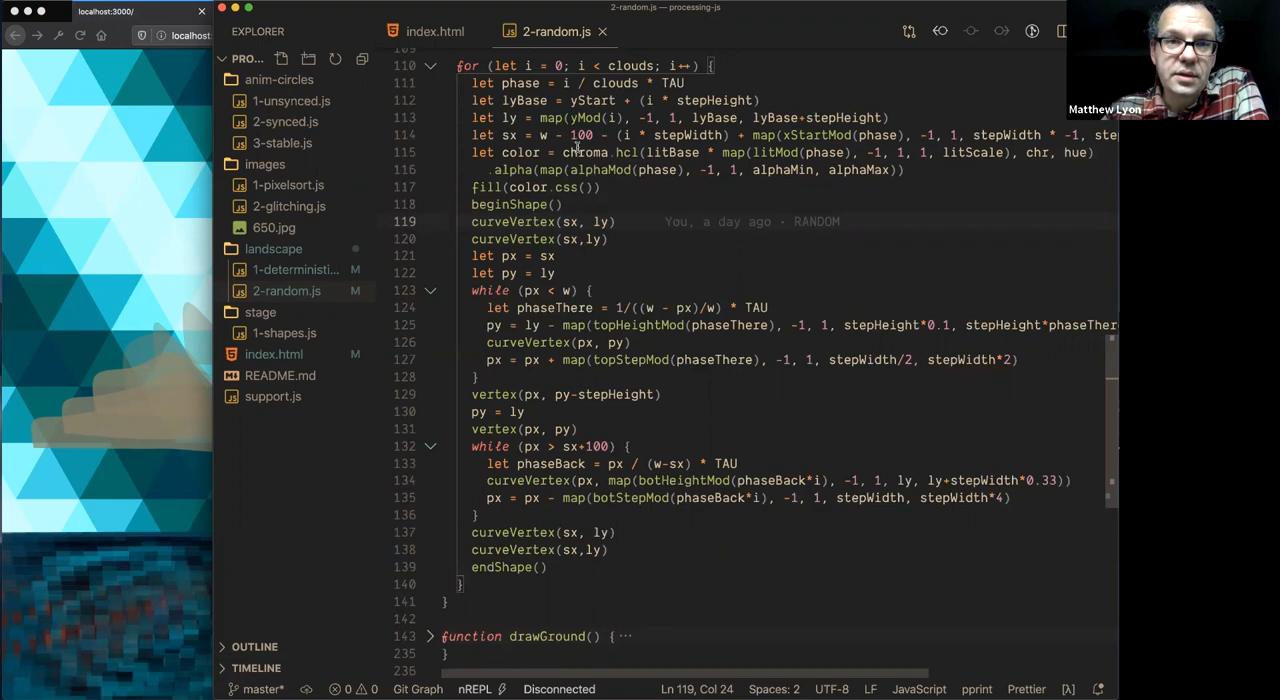 localhost:3000/
localhost
2-random.js — processing-js
EXPLORER
PRO...
anim-circles
1-unsynced.js
2-synced.js
3-stable.js
images
1-pixelsort.js
2-glitching.js
650.jpg
landscape
1-deterministi... M
2-random.js M
stage
1-shapes.js
index.html M
README.md
support.js
OUTLINE
TIMELINE
index.html
2-random.js
109
110 for (let i = 0; i < clouds; i++) {
111 let phase = i / clouds * TAU
112 let lyBase = yStart + (i * stepHeight)
113 let ly = map(yMod(i), -1, 1, lyBase, lyBase+stepHeight)
114 let sx = w - 100 - (i * stepWidth) + map(xStartMod(phase), -1, 1, stepWidth * -1, ste
115 let color = chroma.hcl(litBase * map(litMod(phase), -1, 1, 1, litScale), chr, hue)
116 .alpha(map(alphaMod(phase), -1, 1, alphaMin, alphaMax))
117 fill(color.css())
118 beginShape()
119 curveVertex(sx, ly) You, a day ago • RANDOM
120 curveVertex(sx,ly)
121 let px = sx
122 let py = ly
123 while (px < w) {
124 let phaseThere = 1/((w - px)/w) * TAU
125 py = ly - map(topHeightMod(phaseThere), -1, 1, stepHeight*0.1, stepHeight*phaseTher
126 curveVertex(px, py)
127 px = px + map(topStepMod(phaseThere), -1, 1, stepWidth/2, stepWidth*2)
128 }
129 vertex(px, py-stepHeight)
130 py = ly
131 vertex(px, py)
132 while (px > sx+100) {
133 let phaseBack = px / (w-sx) * TAU
134 curveVertex(px, map(botHeightMod(phaseBack*i), -1, 1, ly, ly+stepWidth*0.33))
135 px = px - map(botStepMod(phaseBack*i), -1, 1, stepWidth, stepWidth*4)
136 }
137 curveVertex(sx, ly)
138 curveVertex(sx,ly)
139 endShape()
140 }
141 }
142
143 function drawGround() { ...
235 }
235
Matthew Lyon
master* 0 0 Git Graph nREPL Disconnected Ln 119, Col 24 Spaces: 2 UTF-8 LF JavaScript pprint Prettier [λ]